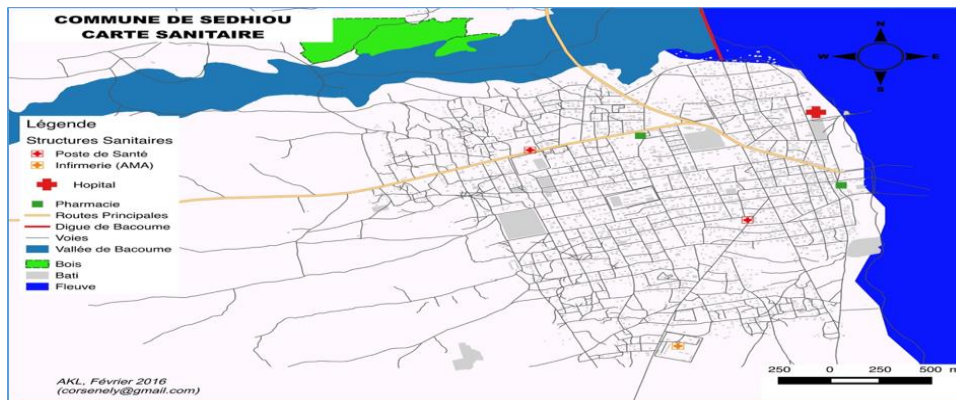 COMMUNE DE SEDHIOU
CARTE SANITAIRE
N
W E
S
Légende
Structures Sanitaires
Poste de Santé
Infirmerie (AMA)
Hopital
Pharmacie
Routes Principales
Digue de Bacoume
Voies
Vallée de Bacoume
Bois
Bati
Fleuve
AKL, Février 2016
(corsenely@gmail.com)
250 0 250 500 m